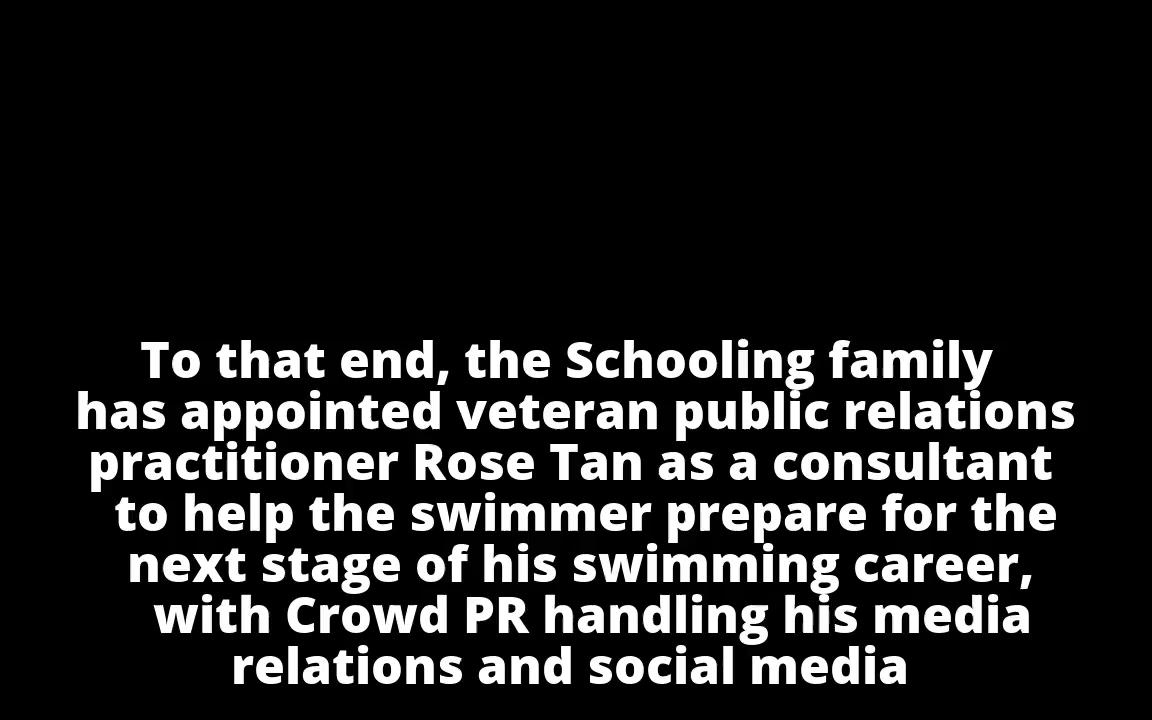 To that end, the Schooling family
has appointed veteran public relations
practitioner Rose Tan as a consultant
to help the swimmer prepare for the
next stage of his swimming career,
with Crowd PR handling his media
relations and social media